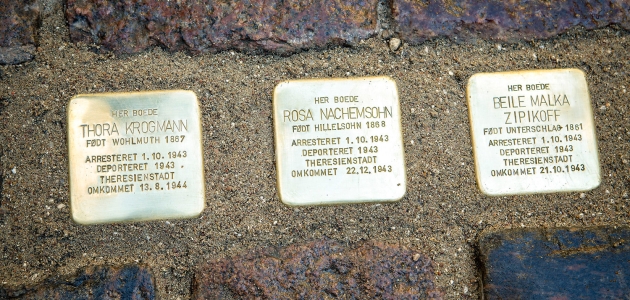 HER BOEDE
THORA KROGMANN
FØDT WOHLMUTH 1867
ARRESTERET 1.10.1943
DEPORTERET 1943
THERESIENSTADT
OMKOMMET 13.8.1944
HER BOEDE
ROSA NACHEMSOHN
FØDT HILLELSOHN 1868
ARRESTERET 1.10.1943
DEPORTERET 1943
THERESIENSTADT
OMKOMMET 22.12.1943
HER BOEDE
BEILE MALKA
ZIPIKOFF
FØDT UNTERSCHLAG 1861
ARRESTERET 1.10.1943
DEPORTERET 1943
THERESIENSTADT
OMKOMMET 21.10.1943